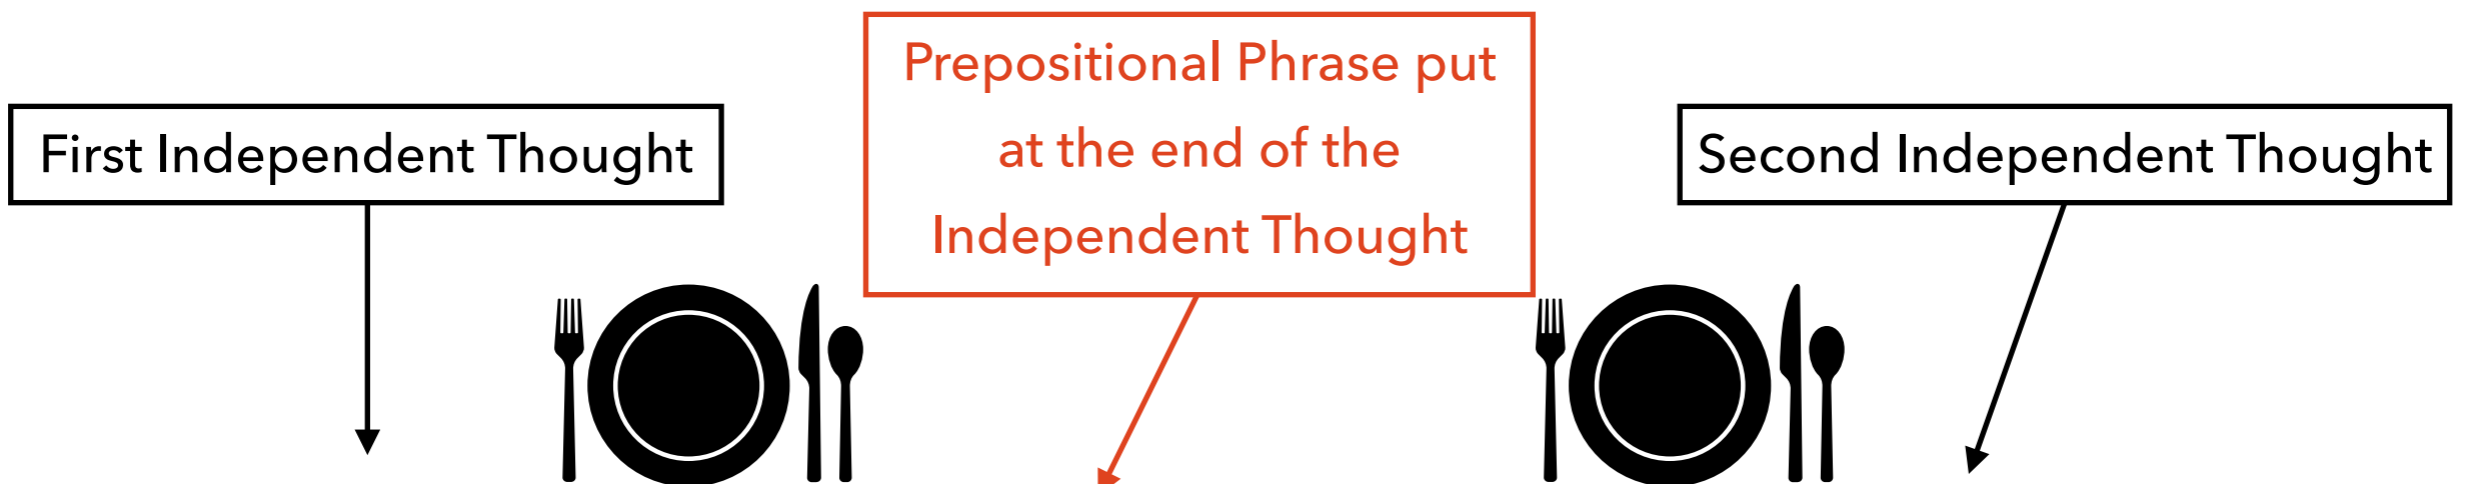 First Independent Thought
Prepositional Phrase put
at the end of the
Independent Thought
Second Independent Thought